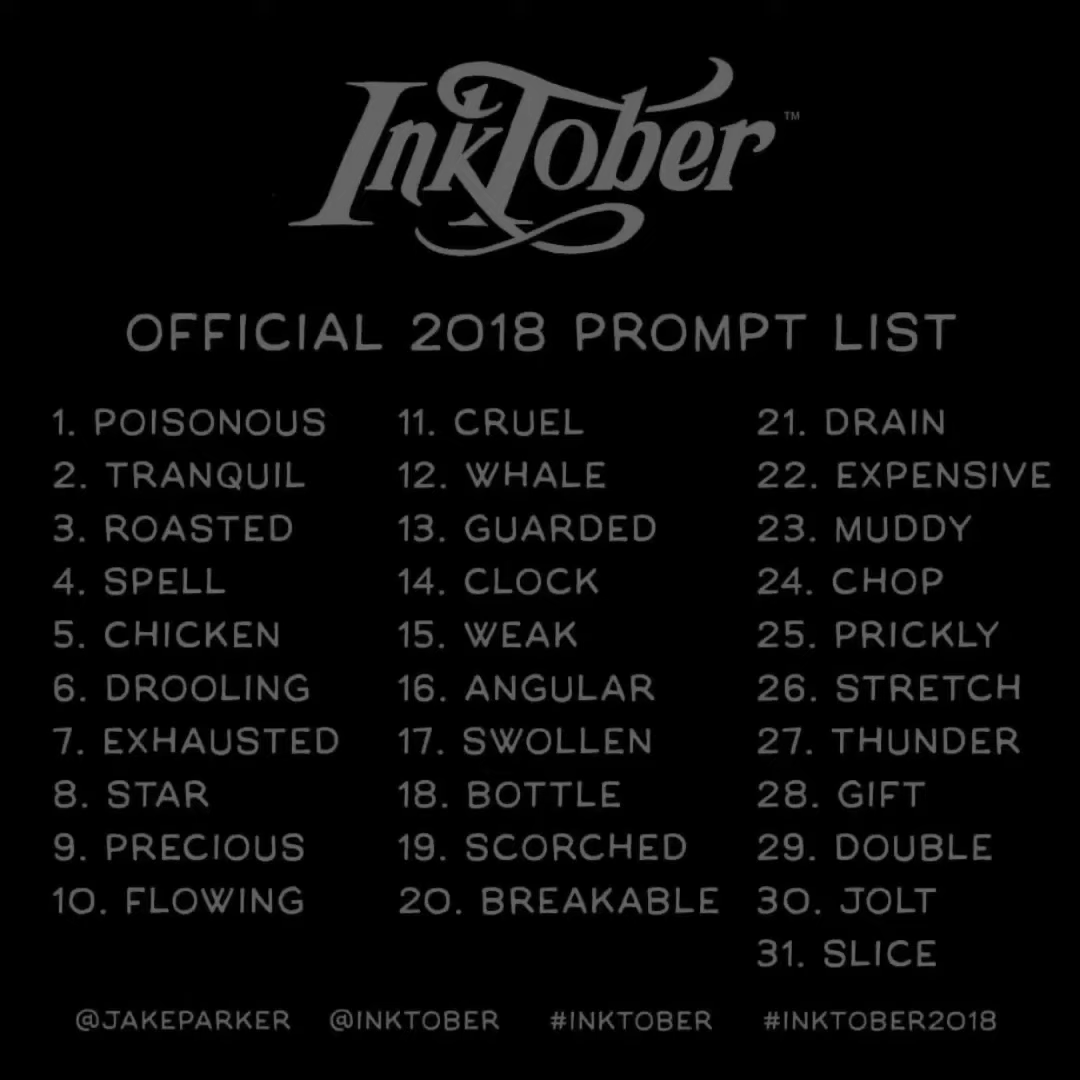 InkTober™
OFFICIAL 2018 PROMPT LIST
1. POISONOUS
2. TRANQUIL
3. ROASTED
4. SPELL
5. CHICKEN
6. DROOLING
7. EXHAUSTED
8. STAR
9. PRECIOUS
10. FLOWING
11. CRUEL
12. WHALE
13. GUARDED
14. CLOCK
15. WEAK
16. ANGULAR
17. SWOLLEN
18. BOTTLE
19. SCORCHED
20. BREAKABLE
21. DRAIN
22. EXPENSIVE
23. MUDDY
24. CHOP
25. PRICKLY
26. STRETCH
27. THUNDER
28. GIFT
29. DOUBLE
30. JOLT
31. SLICE
@JAKEPARKER @INKTOBER #INKTOBER #INKTOBER2018